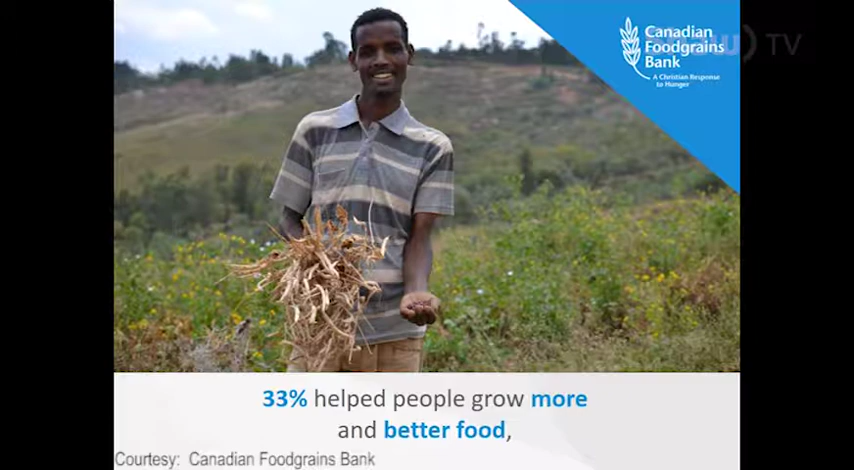 Canadian
Foodgrains
Bank
A Christian Response
to Hunger
TV
33% helped people grow more
and better food,
Courtesy: Canadian Foodgrains Bank